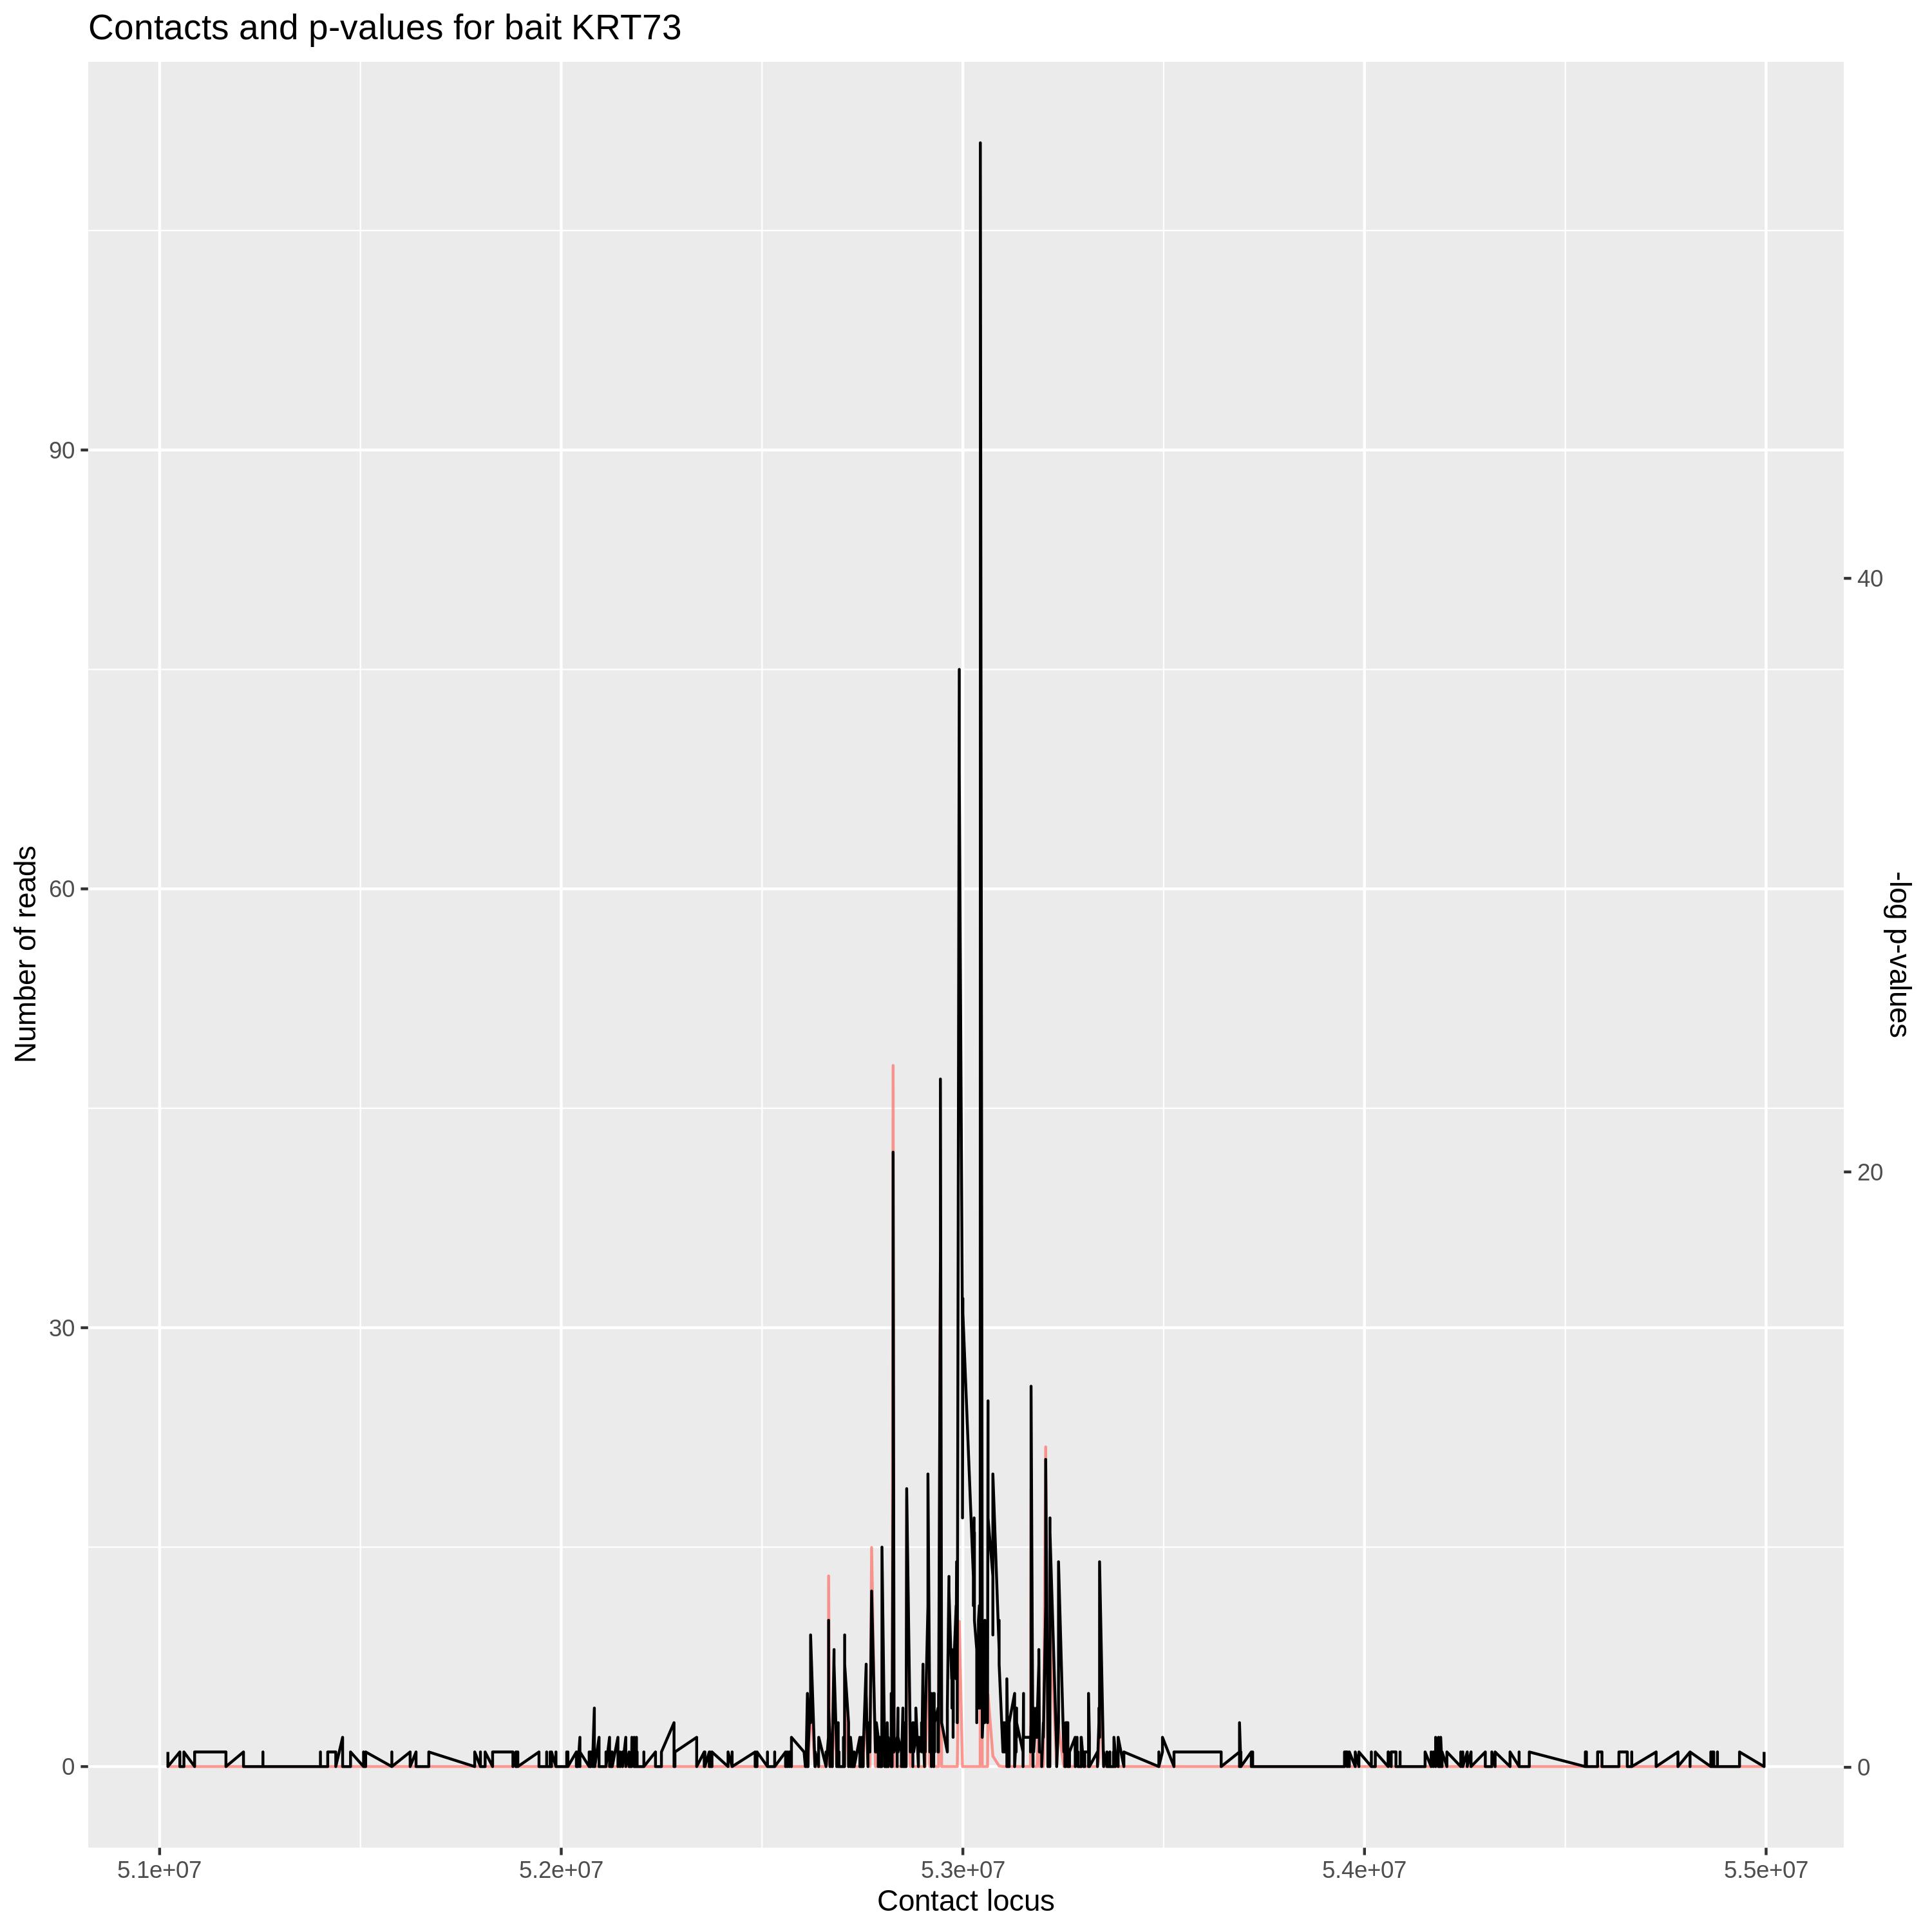 Contacts and p-values for bait KRT73
90
60
30
0
40
20
0
Number of reads
-log p-values
5.1e+07 5.2e+07 5.3e+07 5.4e+07 5.5e+07
Contact locus